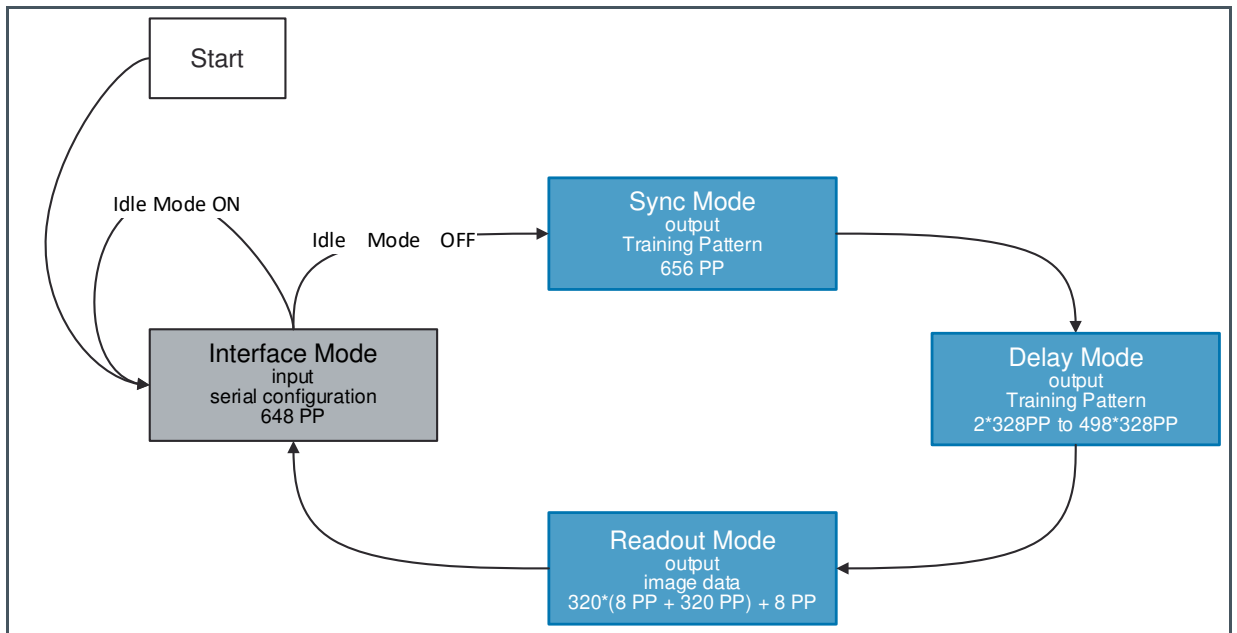 Start
Idle Mode ON
Idle Mode OFF
Sync Mode
output
Training Pattern
656 PP
Interface Mode
input
serial configuration
648 PP
Delay Mode
output
Training Pattern
2*328PP to 498*328PP
Readout Mode
output
image data
320*(8 PP + 320 PP) + 8 PP